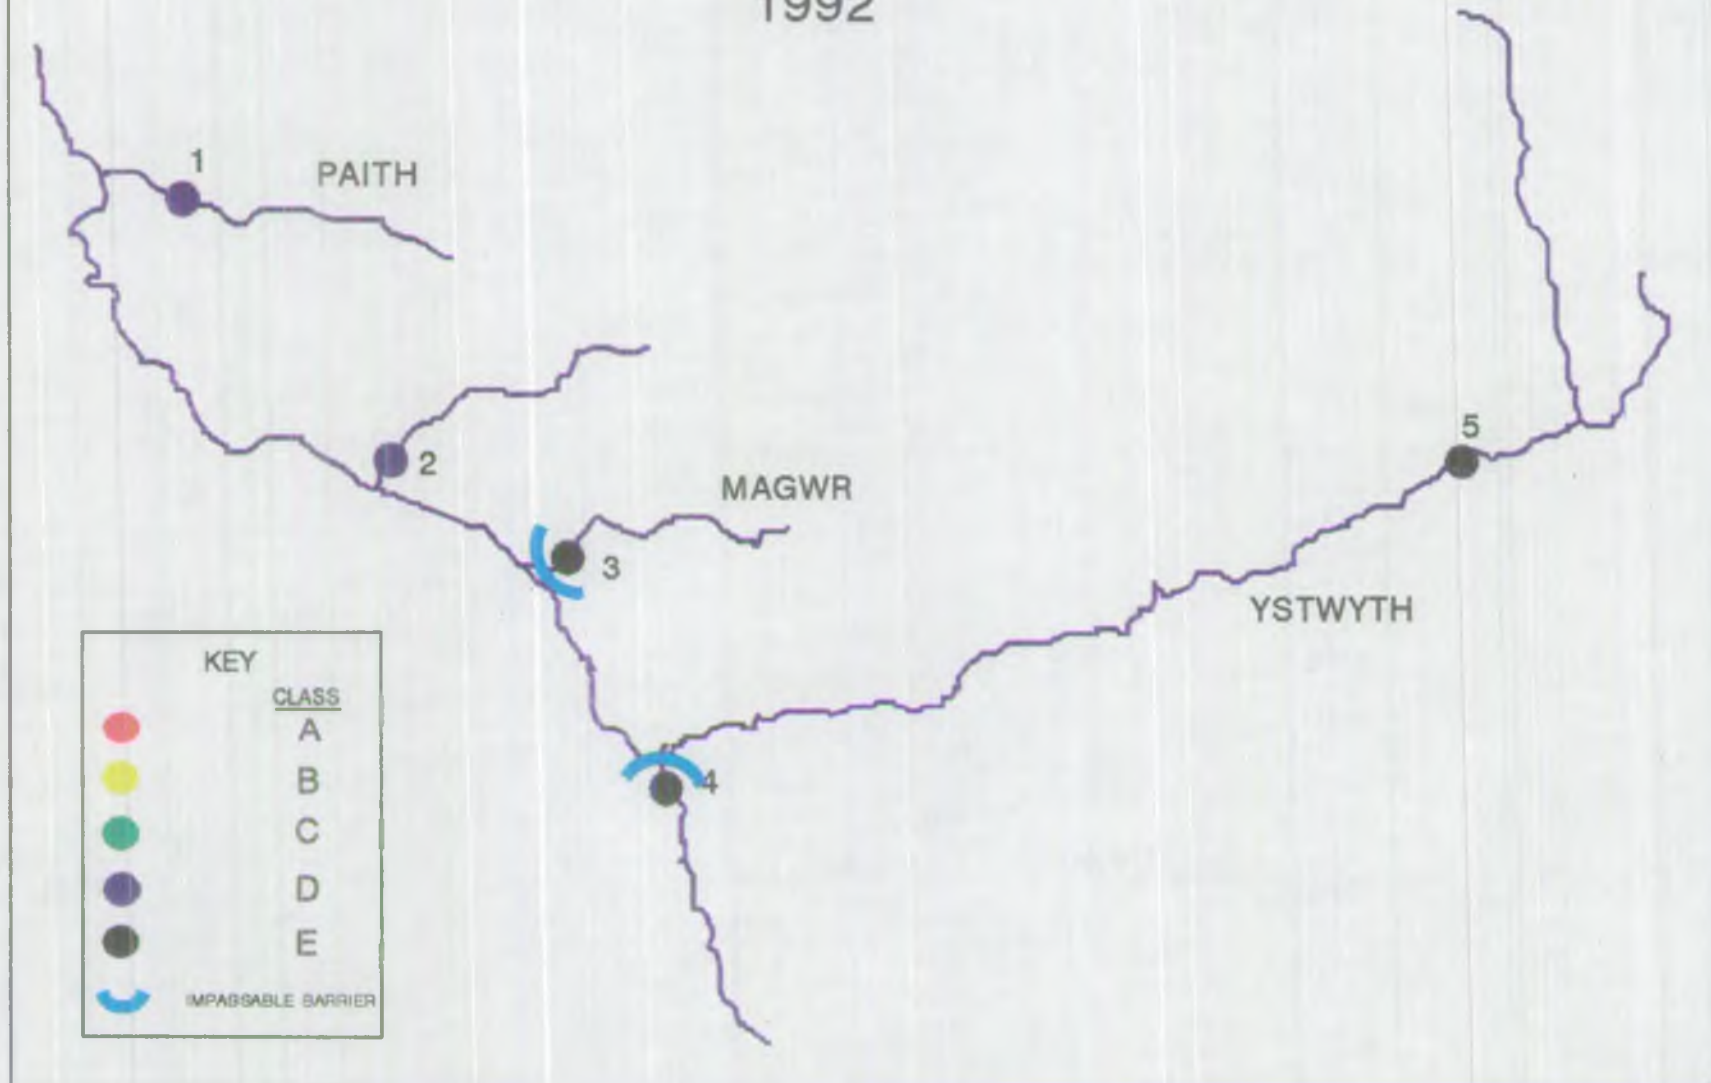 1992
1
PAITH
2
MAGWR
3
5
YSTWYTH
4
KEY
CLASS
A
B
C
D
E
IMPASSABLE BARRIER